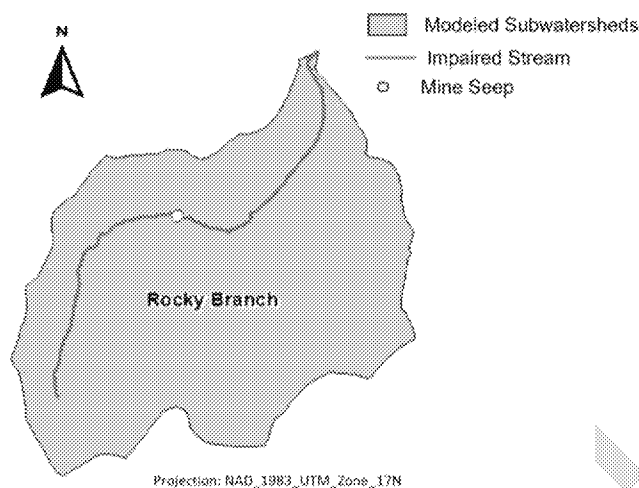 N
Modeled Subwatersheds
Impaired Stream
Mine Seep
Rocky Branch
Projection: NAD_1983_UTM_Zone_17N